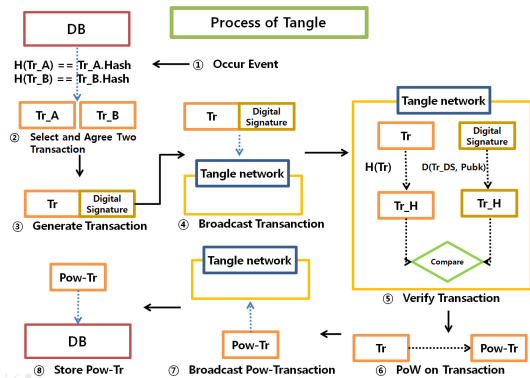 Process of Tangle
DB
H(Tr_A) == Tr_A.Hash
H(Tr_B) == Tr_B.Hash
① Occur Event
Tr_A Tr_B
② Select and Agree Two
Transaction
Tr Digital
Signature
③ Generate Transaction
Tr Digital
Signature
Tangle network
④ Broadcast Transanction
Tangle network
Tr Digital
Signature
H(Tr) D(Tr_DS, Pubk)
Tr_H Tr_H
Compare
⑤ Verify Transaction
Tr Pow-Tr
⑥ PoW on Transaction
Tangle network
Pow-Tr
⑦ Broadcast Pow-Transaction
Pow-Tr
DB
⑧ Store Pow-Tr